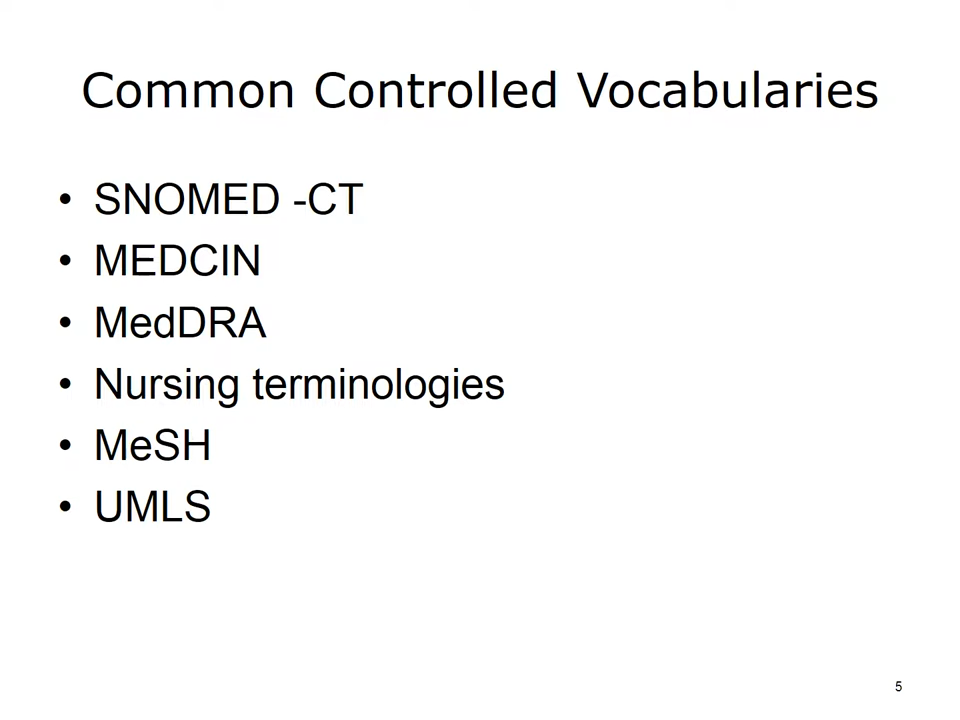 Common Controlled Vocabularies
• SNOMED -CT
• MEDCIN
• MedDRA
• Nursing terminologies
• MeSH
• UMLS
5